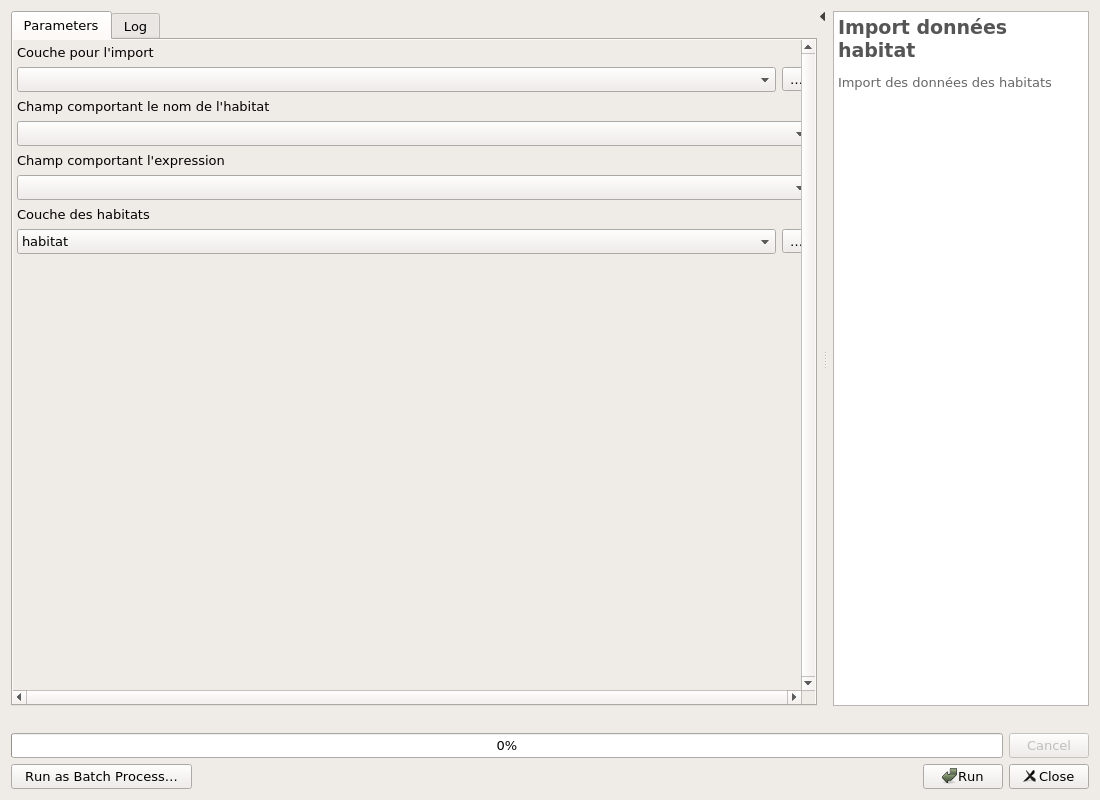 Parameters
Log
Couche pour l'import
...
Champ comportant le nom de l'habitat
Champ comportant l'expression
Couche des habitats
habitat
...
Import données
habitat
Import des données des habitats
0%
Cancel
Run as Batch Process...
Run
Close